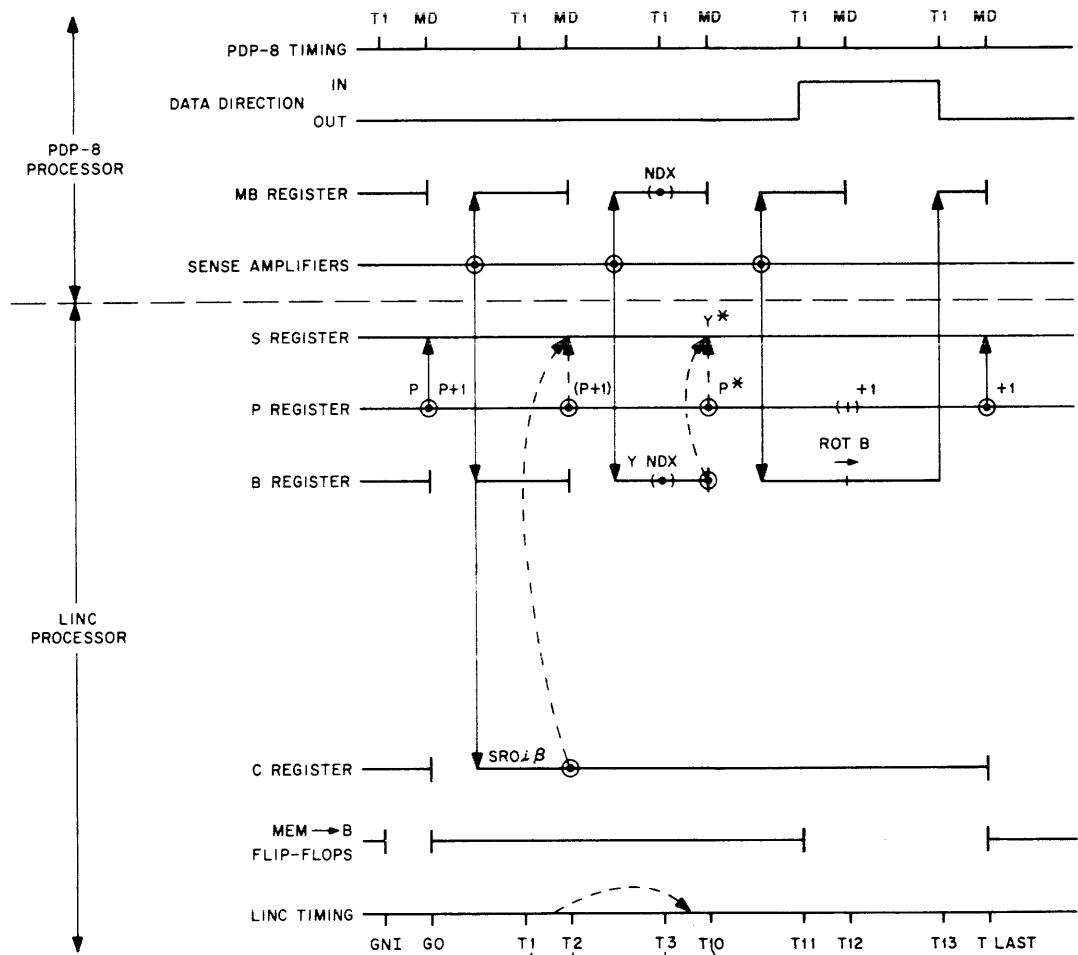 T1 MD T1 MD T1 MD T1 MD T1 MD
PDP-8 TIMING
IN
DATA DIRECTION
OUT
PDP-8
PROCESSOR
NDX
MB REGISTER
SENSE AMPLIFIERS
Y*
S REGISTER
P P+1 (P+1) P* +1 +1
P REGISTER
ROT B
Y NDX
B REGISTER
LINC
PROCESSOR
SRO i β
C REGISTER
MEM → B
FLIP-FLOPS
LINC TIMING
GNI GO T1 T2 T3 T10 T11 T12 T13 T LAST